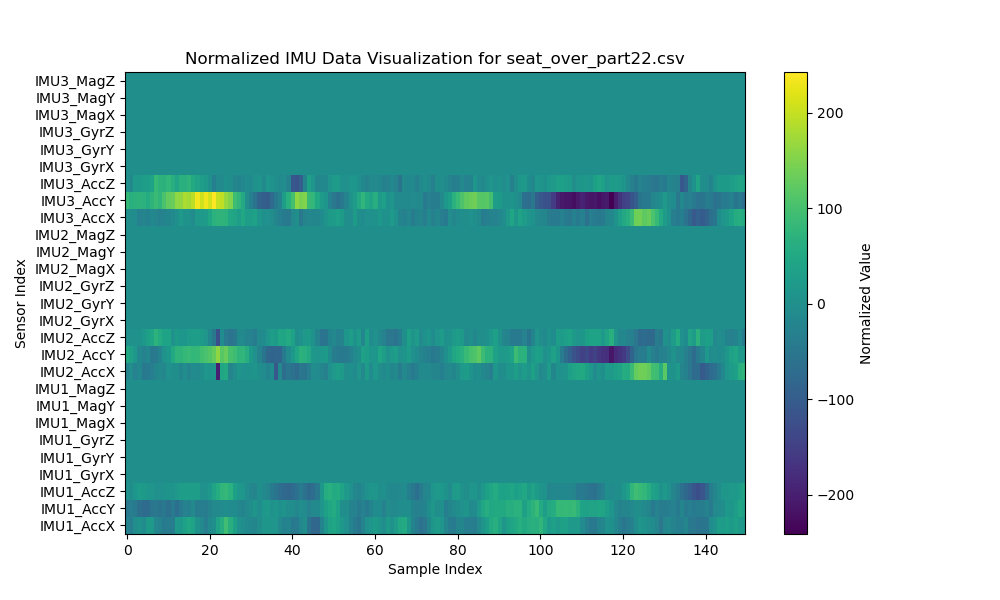 Normalized IMU Data Visualization for seat_over_part22.csv
IMU3_MagZ
IMU3_MagY
IMU3_MagX
IMU3_GyrZ
IMU3_GyrY
IMU3_GyrX
IMU3_AccZ
IMU3_AccY
IMU3_AccX
IMU2_MagZ
IMU2_MagY
IMU2_MagX
IMU2_GyrZ
IMU2_GyrY
IMU2_GyrX
IMU2_AccZ
IMU2_AccY
IMU2_AccX
IMU1_MagZ
IMU1_MagY
IMU1_MagX
IMU1_GyrZ
IMU1_GyrY
IMU1_GyrX
IMU1_AccZ
IMU1_AccY
IMU1_AccX
Sensor Index
0 20 40 60 80 100 120 140
Sample Index
200
100
0
−100
−200
Normalized Value